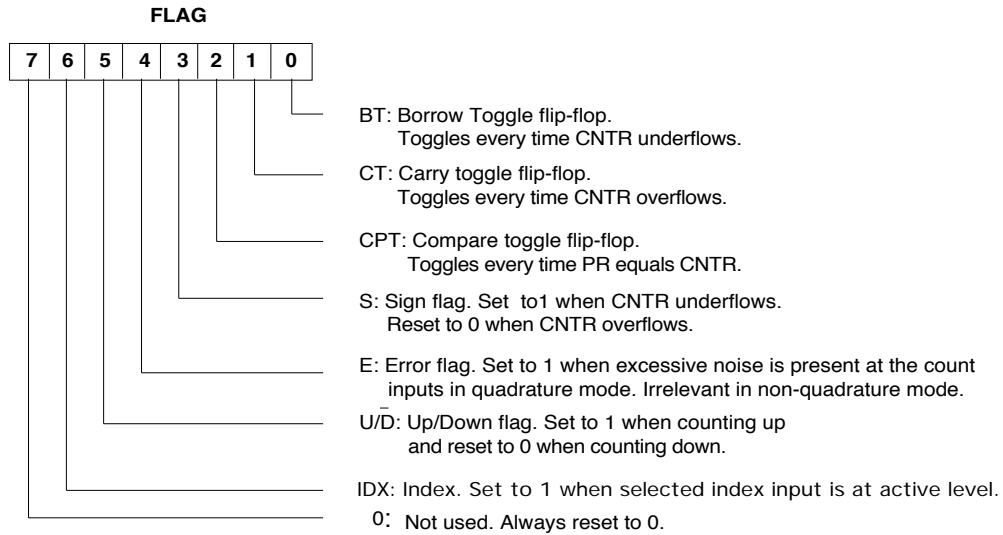 FLAG
7 6 5 4 3 2 1 0
BT: Borrow Toggle flip-flop.
Toggles every time CNTR underflows.
CT: Carry toggle flip-flop.
Toggles every time CNTR overflows.
CPT: Compare toggle flip-flop.
Toggles every time PR equals CNTR.
S: Sign flag. Set to1 when CNTR underflows.
Reset to 0 when CNTR overflows.
E: Error flag. Set to 1 when excessive noise is present at the count
inputs in quadrature mode. Irrelevant in non-quadrature mode.
U/D̅: Up/Down flag. Set to 1 when counting up
and reset to 0 when counting down.
IDX: Index. Set to 1 when selected index input is at active level.
0: Not used. Always reset to 0.